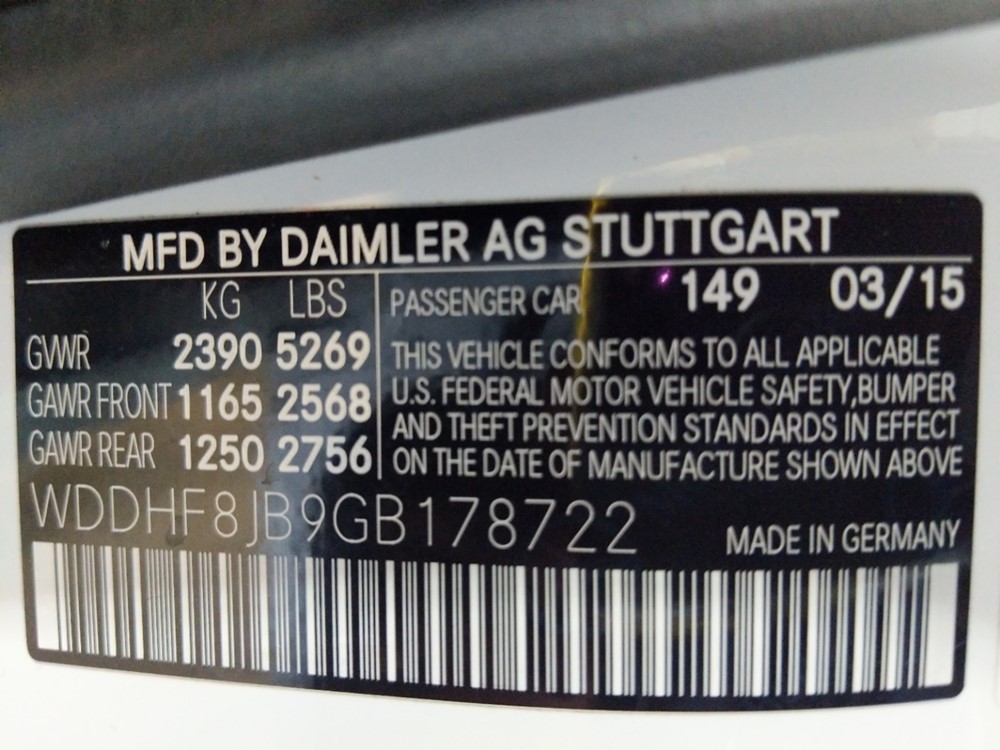 MFD BY DAIMLER AG STUTTGART
KG LBS
GVWR 2390 5269
GAWR FRONT 1165 2568
GAWR REAR 1250 2756
PASSENGER CAR 149 03/15
THIS VEHICLE CONFORMS TO ALL APPLICABLE
U.S. FEDERAL MOTOR VEHICLE SAFETY, BUMPER
AND THEFT PREVENTION STANDARDS IN EFFECT
ON THE DATE OF MANUFACTURE SHOWN ABOVE
WDDHF8JB9GB178722
MADE IN GERMANY